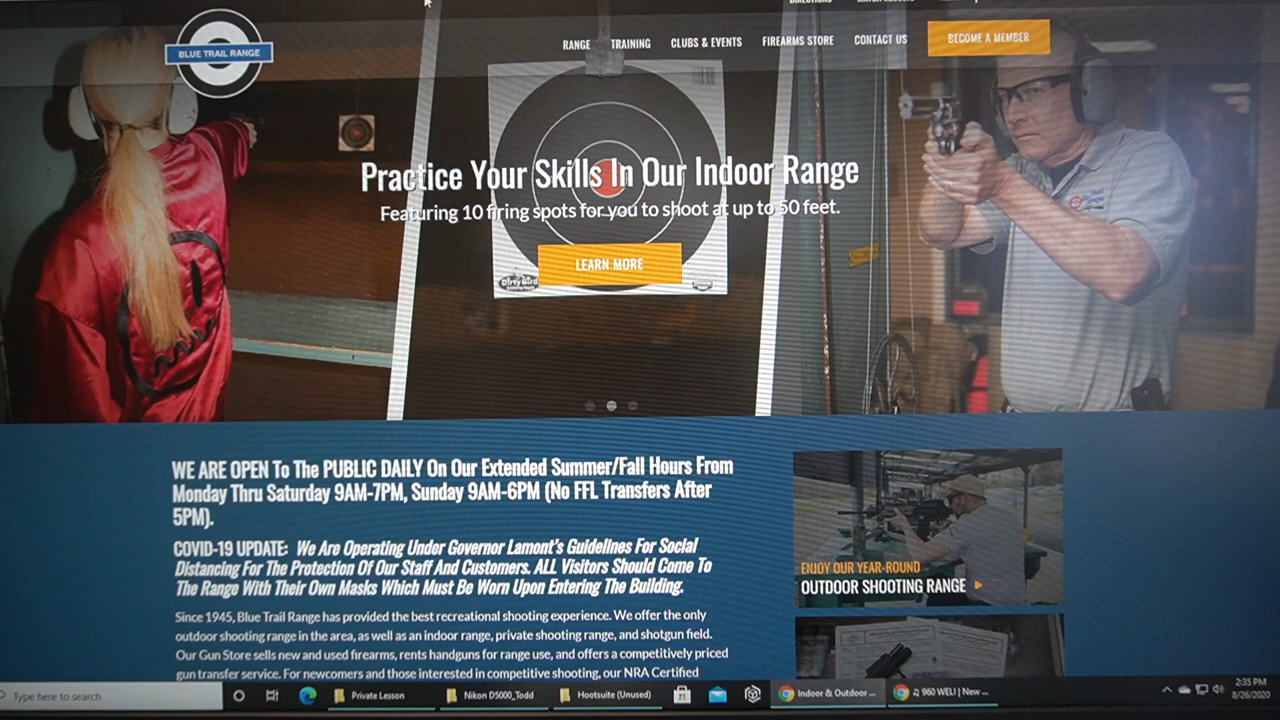 BLUE TRAIL RANGE
RANGE TRAINING CLUBS & EVENTS FIREARMS STORE CONTACT US BECOME A MEMBER
Practice Your Skills In Our Indoor Range
Featuring 10 firing spots for you to shoot at up to 50 feet.
LEARN MORE
DirtyBird
WE ARE OPEN To The PUBLIC DAILY On Our Extended Summer/Fall Hours From
Monday Thru Saturday 9AM-7PM, Sunday 9AM-6PM (No FFL Transfers After
5PM).
COVID-19 UPDATE: We Are Operating Under Governor Lamont's Guidelines For Social
Distancing For The Protection Of Our Staff And Customers. ALL Visitors Should Come To
The Range With Their Own Masks Which Must Be Worn Upon Entering The Building.
Since 1945, Blue Trail Range has provided the best recreational shooting experience. We offer the only
outdoor shooting range in the area, as well as an indoor range, private shooting range, and shotgun field.
Our Gun Store sells new and used firearms, rents handguns for range use, and offers a competitively priced
gun transfer service. For newcomers and those interested in competitive shooting, our NRA Certified
ENJOY OUR YEAR-ROUND
OUTDOOR SHOOTING RANGE
Type here to search
Private Lesson
Nikon D5000_Todd
Hootsuite (Unused)
Indoor & Outdoor ...
♫ 960 WELI | New ...
2:35 PM
8/26/2020